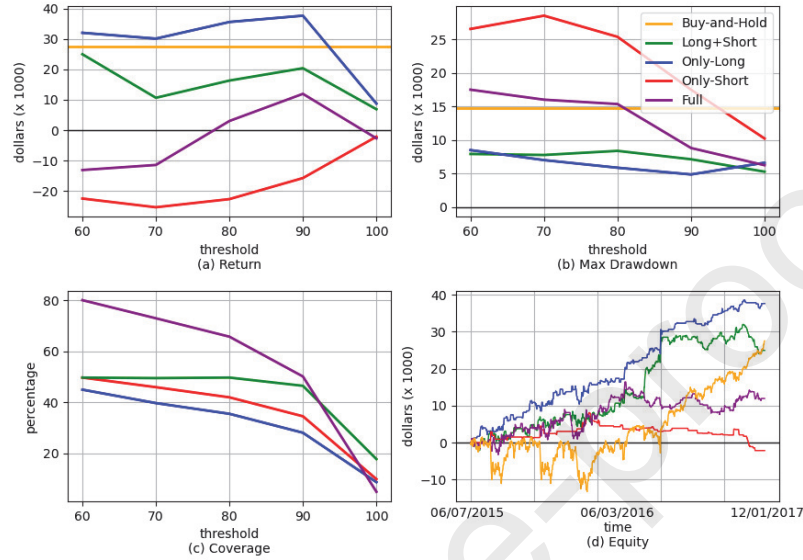 40
30
20
10
0
−10
−20
dollars (x 1000)
60 70 80 90 100
threshold
(a) Return
25
20
15
10
5
0
dollars (x 1000)
Buy-and-Hold
Long+Short
Only-Long
Only-Short
Full
60 70 80 90 100
threshold
(b) Max Drawdown
80
60
40
20
percentage
60 70 80 90 100
threshold
(c) Coverage
40
30
20
10
0
−10
dollars (x 1000)
06/07/2015 06/03/2016 12/01/2017
time
(d) Equity
e-proo